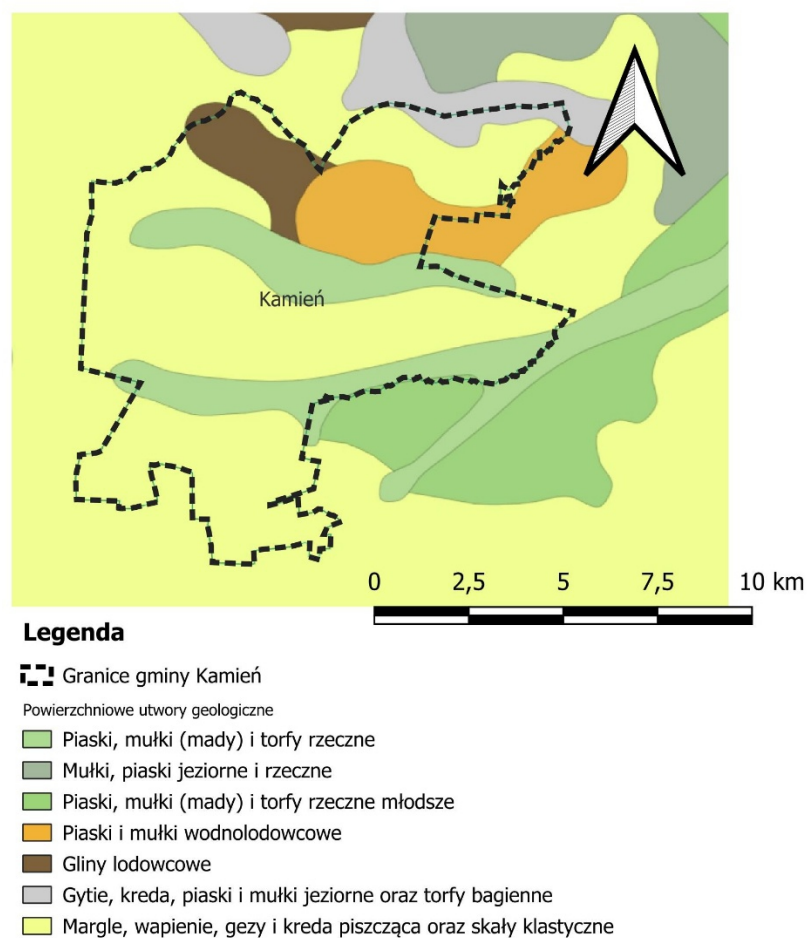 Kamień
0 2,5 5 7,5 10 km
Legenda
Granice gminy Kamień
Powierzchniowe utwory geologiczne
Piaski, mułki (mady) i torfy rzeczne
Mułki, piaski jeziorne i rzeczne
Piaski, mułki (mady) i torfy rzeczne młodsze
Piaski i mułki wodnolodowcowe
Gliny lodowcowe
Gytie, kreda, piaski i mułki jeziorne oraz torfy bagienne
Margle, wapienie, gezy i kreda piszcząca oraz skały klastyczne